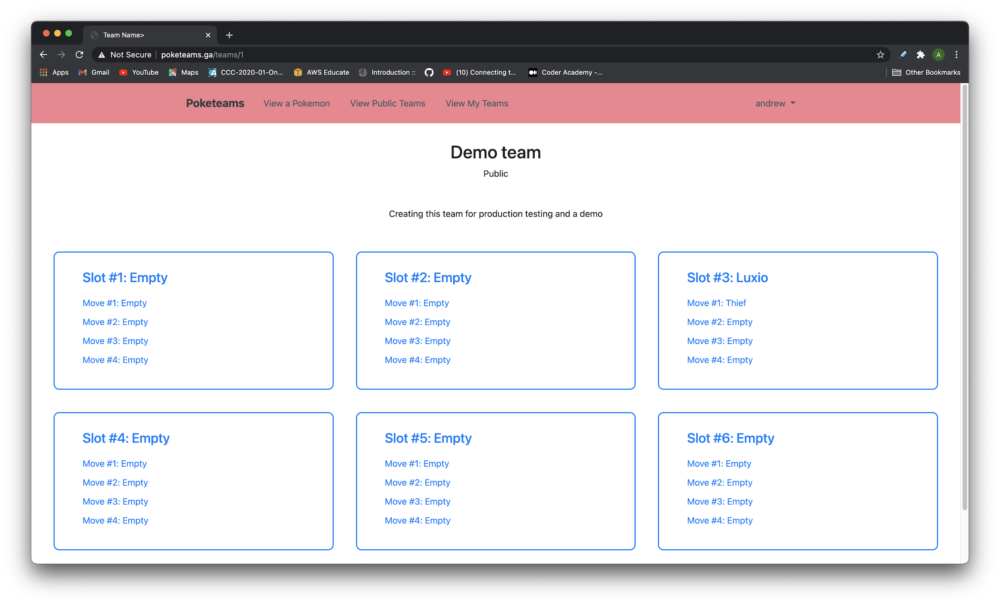 Team Name>
Not Secure poketeams.ga/teams/1
Apps Gmail YouTube Maps CCC-2020-01-On... AWS Educate Introduction :: (10) Connecting t... Coder Academy -... Other Bookmarks
A
Poketeams View a Pokemon View Public Teams View My Teams andrew
Demo team
Public
Creating this team for production testing and a demo
Slot #1: Empty
Move #1: Empty
Move #2: Empty
Move #3: Empty
Move #4: Empty
Slot #2: Empty
Move #1: Empty
Move #2: Empty
Move #3: Empty
Move #4: Empty
Slot #3: Luxio
Move #1: Thief
Move #2: Empty
Move #3: Empty
Move #4: Empty
Slot #4: Empty
Move #1: Empty
Move #2: Empty
Move #3: Empty
Move #4: Empty
Slot #5: Empty
Move #1: Empty
Move #2: Empty
Move #3: Empty
Move #4: Empty
Slot #6: Empty
Move #1: Empty
Move #2: Empty
Move #3: Empty
Move #4: Empty